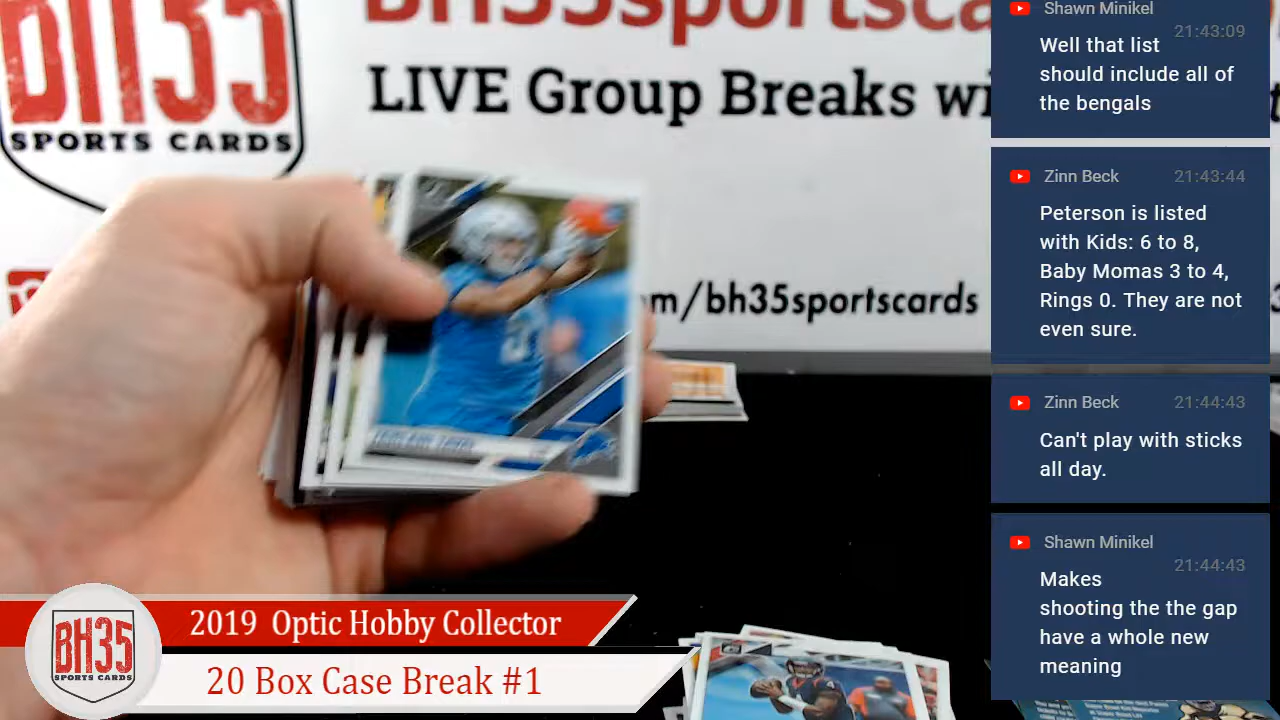 BH35
SPORTS CARDS
BH35sportsca
LIVE Group Breaks wi
m/bh35sportscards
2019 Optic Hobby Collector
20 Box Case Break #1
BH35
SPORTS CARDS
Shawn Minikel
21:43:09
Well that list
should include all of
the bengals
Zinn Beck
21:43:44
Peterson is listed
with Kids: 6 to 8,
Baby Momas 3 to 4,
Rings 0. They are not
even sure.
Zinn Beck
21:44:43
Can't play with sticks
all day.
Shawn Minikel
21:44:43
Makes
shooting the the gap
have a whole new
meaning